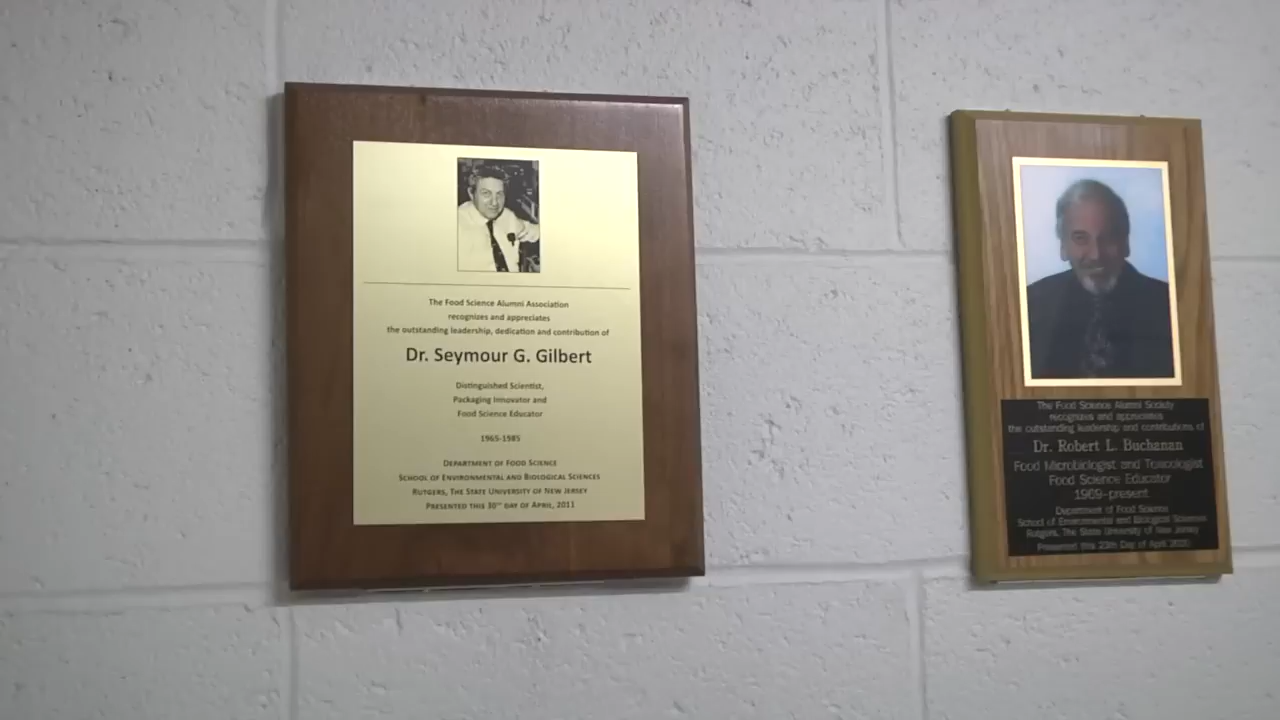 The Food Science Alumni Association
recognizes and appreciates
the outstanding leadership, dedication and contribution of
Dr. Seymour G. Gilbert
Distinguished Scientist,
Packaging Innovator and
Food Science Educator
1965-1985
DEPARTMENT OF FOOD SCIENCE
SCHOOL OF ENVIRONMENTAL AND BIOLOGICAL SCIENCES
RUTGERS, THE STATE UNIVERSITY OF NEW JERSEY
PRESENTED THIS 30TH DAY OF APRIL, 2011
The Food Science Alumni Society
recognizes and appreciates
the outstanding leadership and contributions of
Dr. Robert L. Buchanan
Food Microbiologist and Toxicologist
Food Science Educator
1969-present
Department of Food Science
School of Environmental and Biological Sciences
Rutgers, The State University of New Jersey
Presented this Day of April